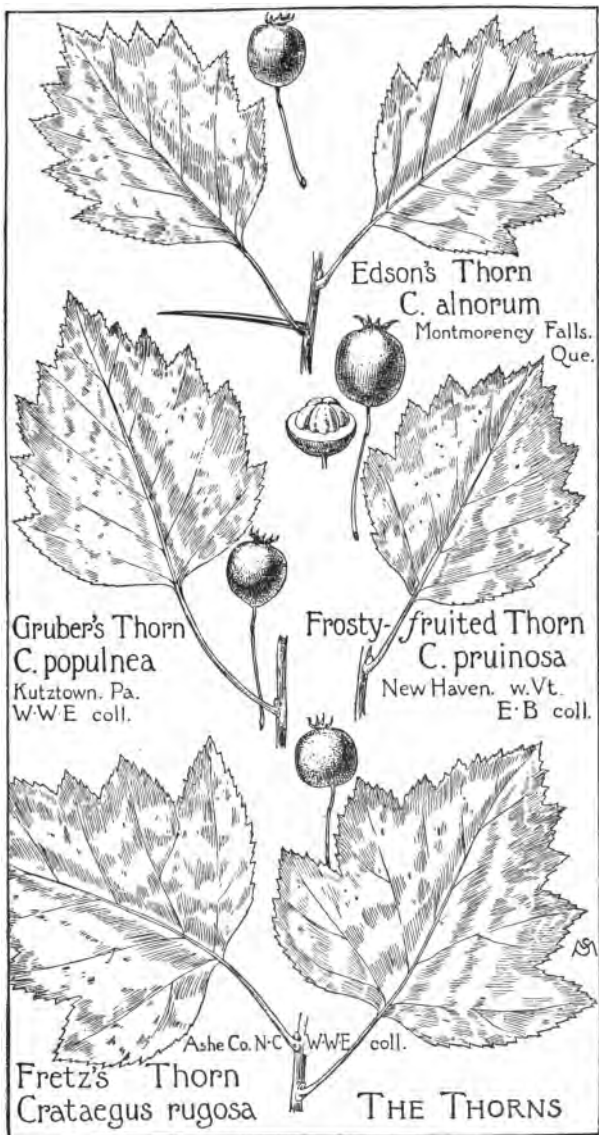 Edson's Thorn
C. alnorum
Montmorency Falls.
Que.
Gruber's Thorn
C. populnea
Kutztown. Pa.
W·W·E coll.
Frosty-fruited Thorn
C. pruinosa
New Haven. w.Vt.
E·B coll.
Ashe Co. N·C W·W·E coll.
Fretz's Thorn
Crataegus rugosa
THE THORNS